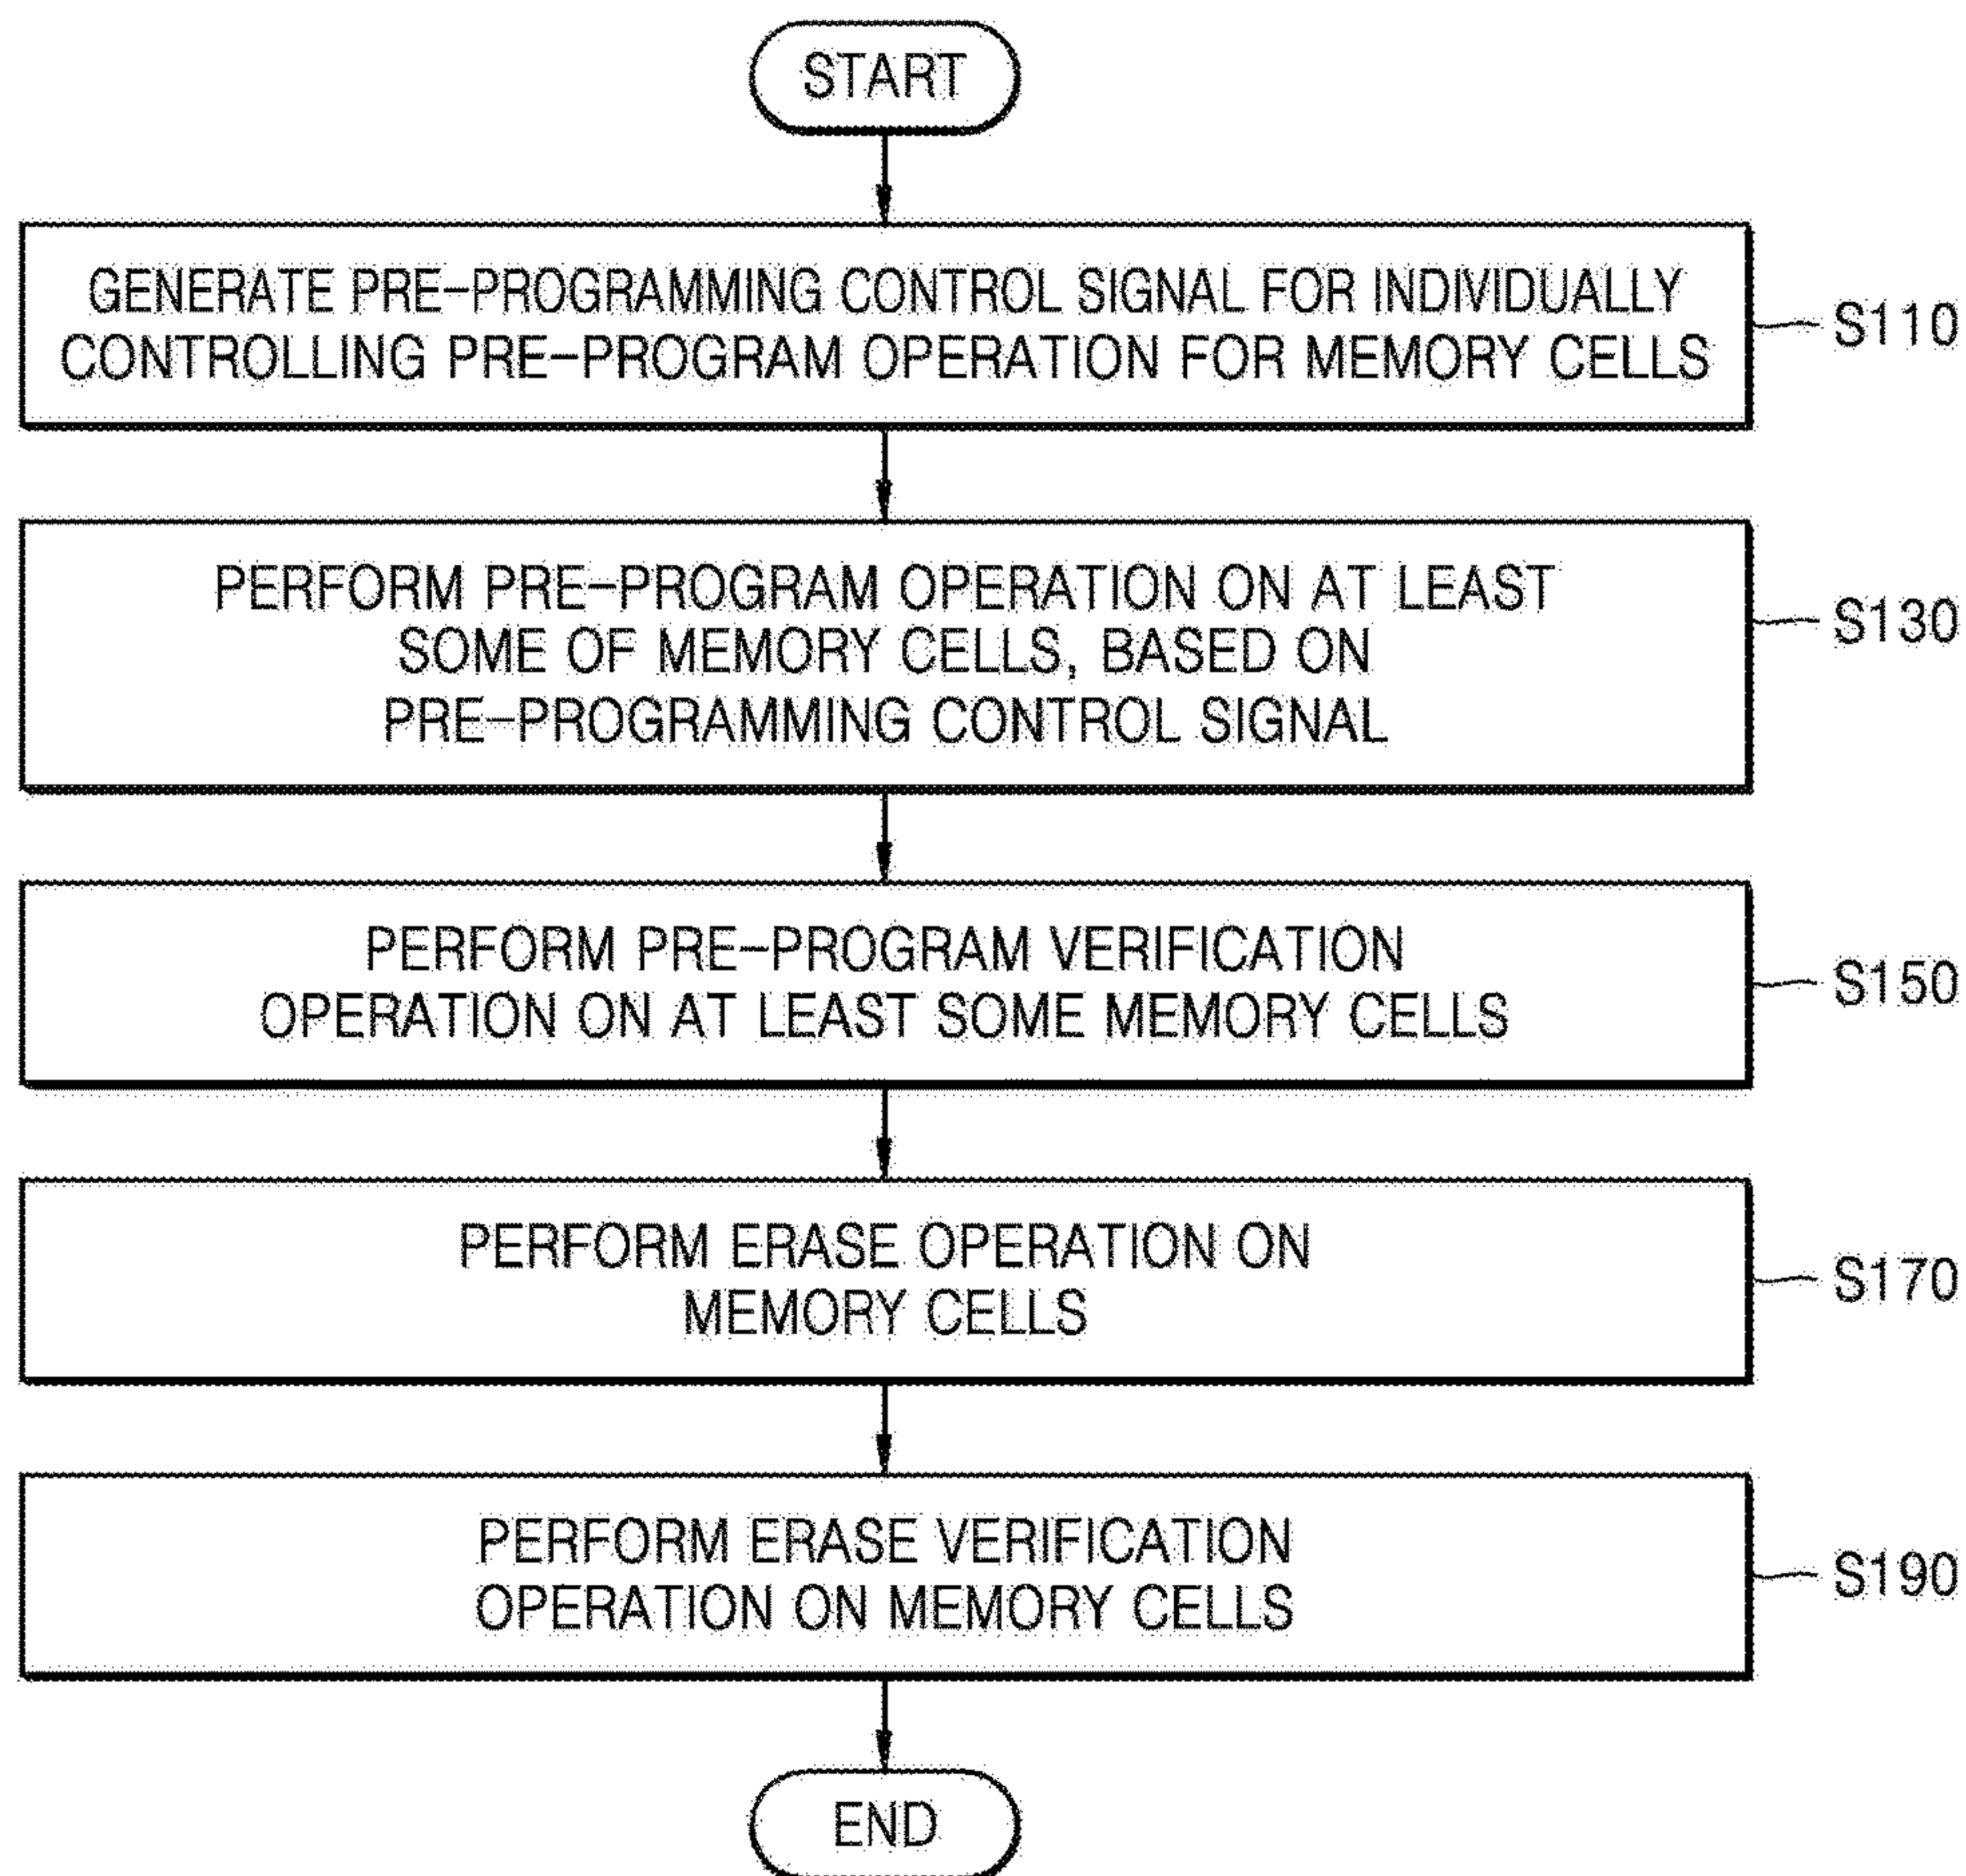 START
GENERATE PRE-PROGRAMMING CONTROL SIGNAL FOR INDIVIDUALLY
CONTROLLING PRE-PROGRAM OPERATION FOR MEMORY CELLS
S110
PERFORM PRE-PROGRAM OPERATION ON AT LEAST
SOME OF MEMORY CELLS, BASED ON
PRE-PROGRAMMING CONTROL SIGNAL
S130
PERFORM PRE-PROGRAM VERIFICATION
OPERATION ON AT LEAST SOME MEMORY CELLS
S150
PERFORM ERASE OPERATION ON
MEMORY CELLS
S170
PERFORM ERASE VERIFICATION
OPERATION ON MEMORY CELLS
S190
END